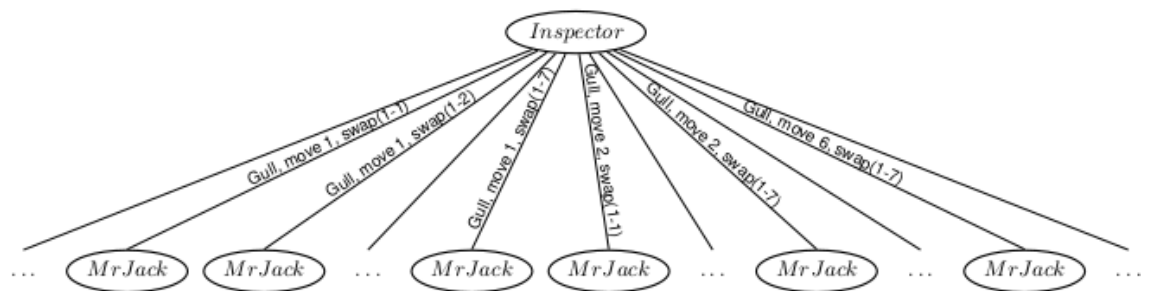 Inspector
Gull, move 1, swap(1-1)
Gull, move 1, swap(1-2)
Gull, move 1, swap(1-7)
Gull, move 2, swap(1-1)
Gull, move 2, swap(1-7)
Gull, move 6, swap(1-7)
... MrJack MrJack ... MrJack MrJack ... MrJack ... MrJack ...